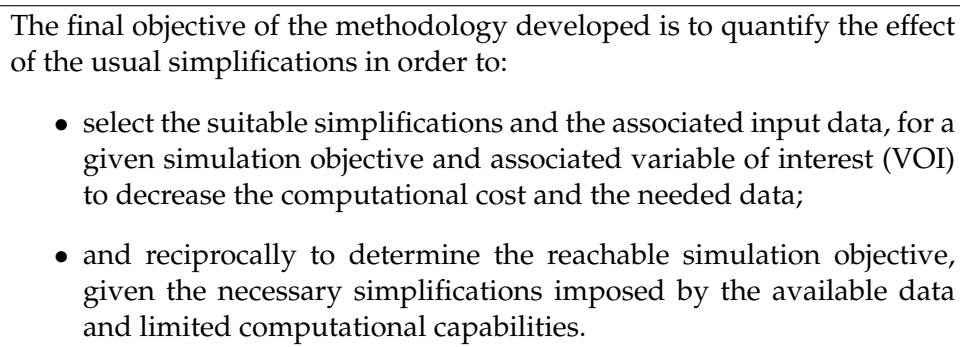 The final objective of the methodology developed is to quantify the effect
of the usual simplifications in order to:
• select the suitable simplifications and the associated input data, for a
given simulation objective and associated variable of interest (VOI)
to decrease the computational cost and the needed data;
• and reciprocally to determine the reachable simulation objective,
given the necessary simplifications imposed by the available data
and limited computational capabilities.